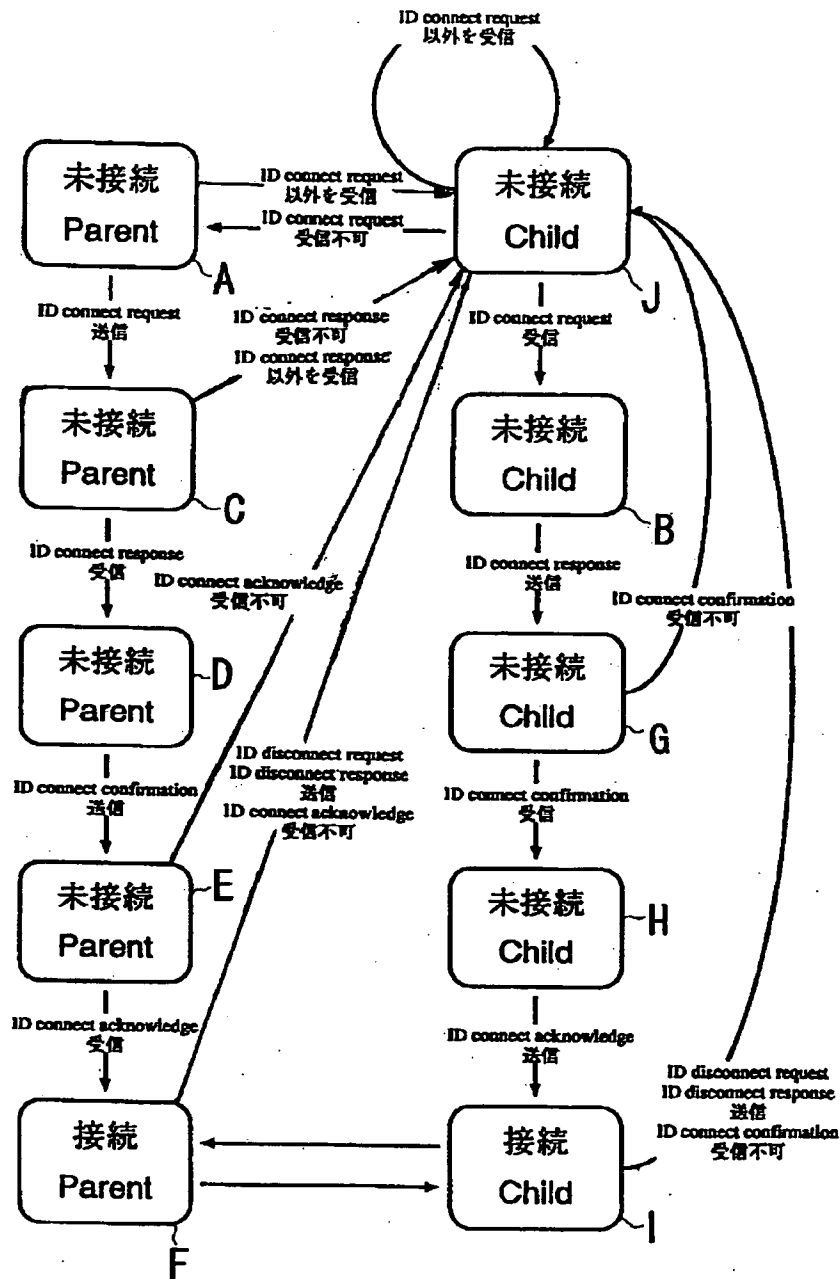 ID connect request
以外を受信
未接続
Parent
A
ID connect request
以外を受信
ID connect request
受信不可
未接続
Child
J
ID connect request
送信
ID connect response
受信不可
ID connect response
以外を受信
ID connect request
受信
未接続
Parent
C
未接続
Child
B
ID connect response
受信
ID connect acknowledge
受信不可
ID connect response
送信
ID connect confirmation
受信不可
未接続
Parent
D
未接続
Child
G
ID connect confirmation
送信
ID disconnect request
ID disconnect response
送信
ID connect acknowledge
受信不可
ID connect confirmation
受信
未接続
Parent
E
未接続
Child
H
ID connect acknowledge
受信
ID connect acknowledge
送信
ID disconnect request
ID disconnect response
送信
ID connect confirmation
受信不可
接続
Parent
F
接続
Child
I